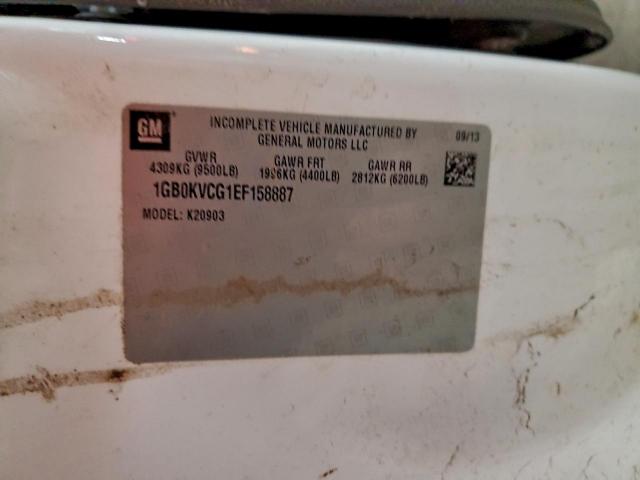 GM
INCOMPLETE VEHICLE MANUFACTURED BY
GENERAL MOTORS LLC
09/13
GVWR GAWR FRT GAWR RR
4309KG (9500LB) 1996KG (4400LB) 2812KG (6200LB)
1GB0KVCG1EF158887
MODEL: K20903